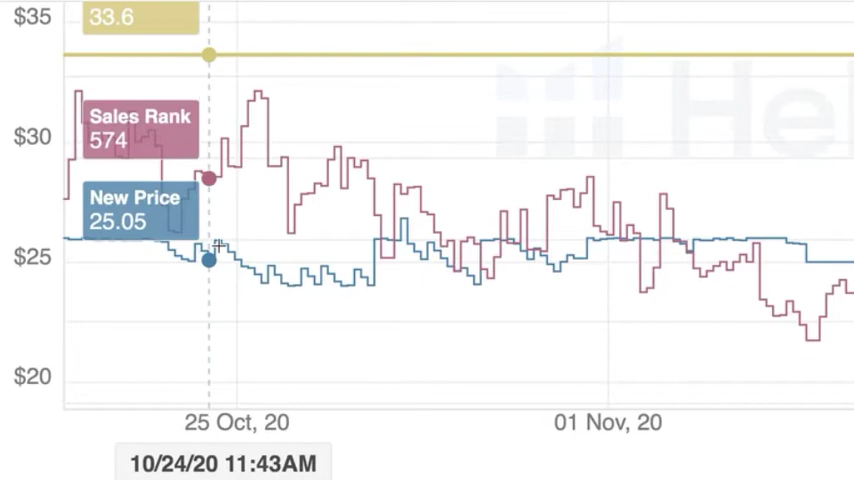 $35
33.6
Hel
Sales Rank
574
$30
New Price
25.05
$25
$20
25 Oct, 20
01 Nov, 20
10/24/20 11:43AM